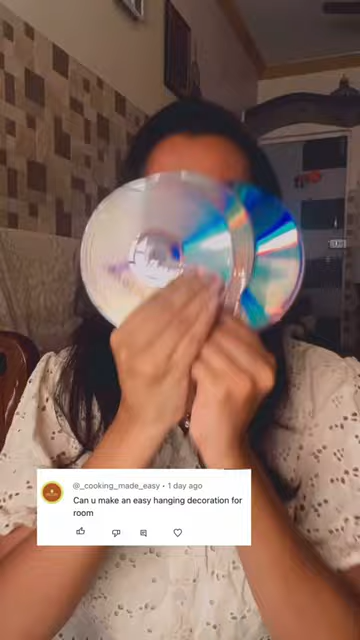 @_cooking_made_easy • 1 day ago
Can u make an easy hanging decoration for
room